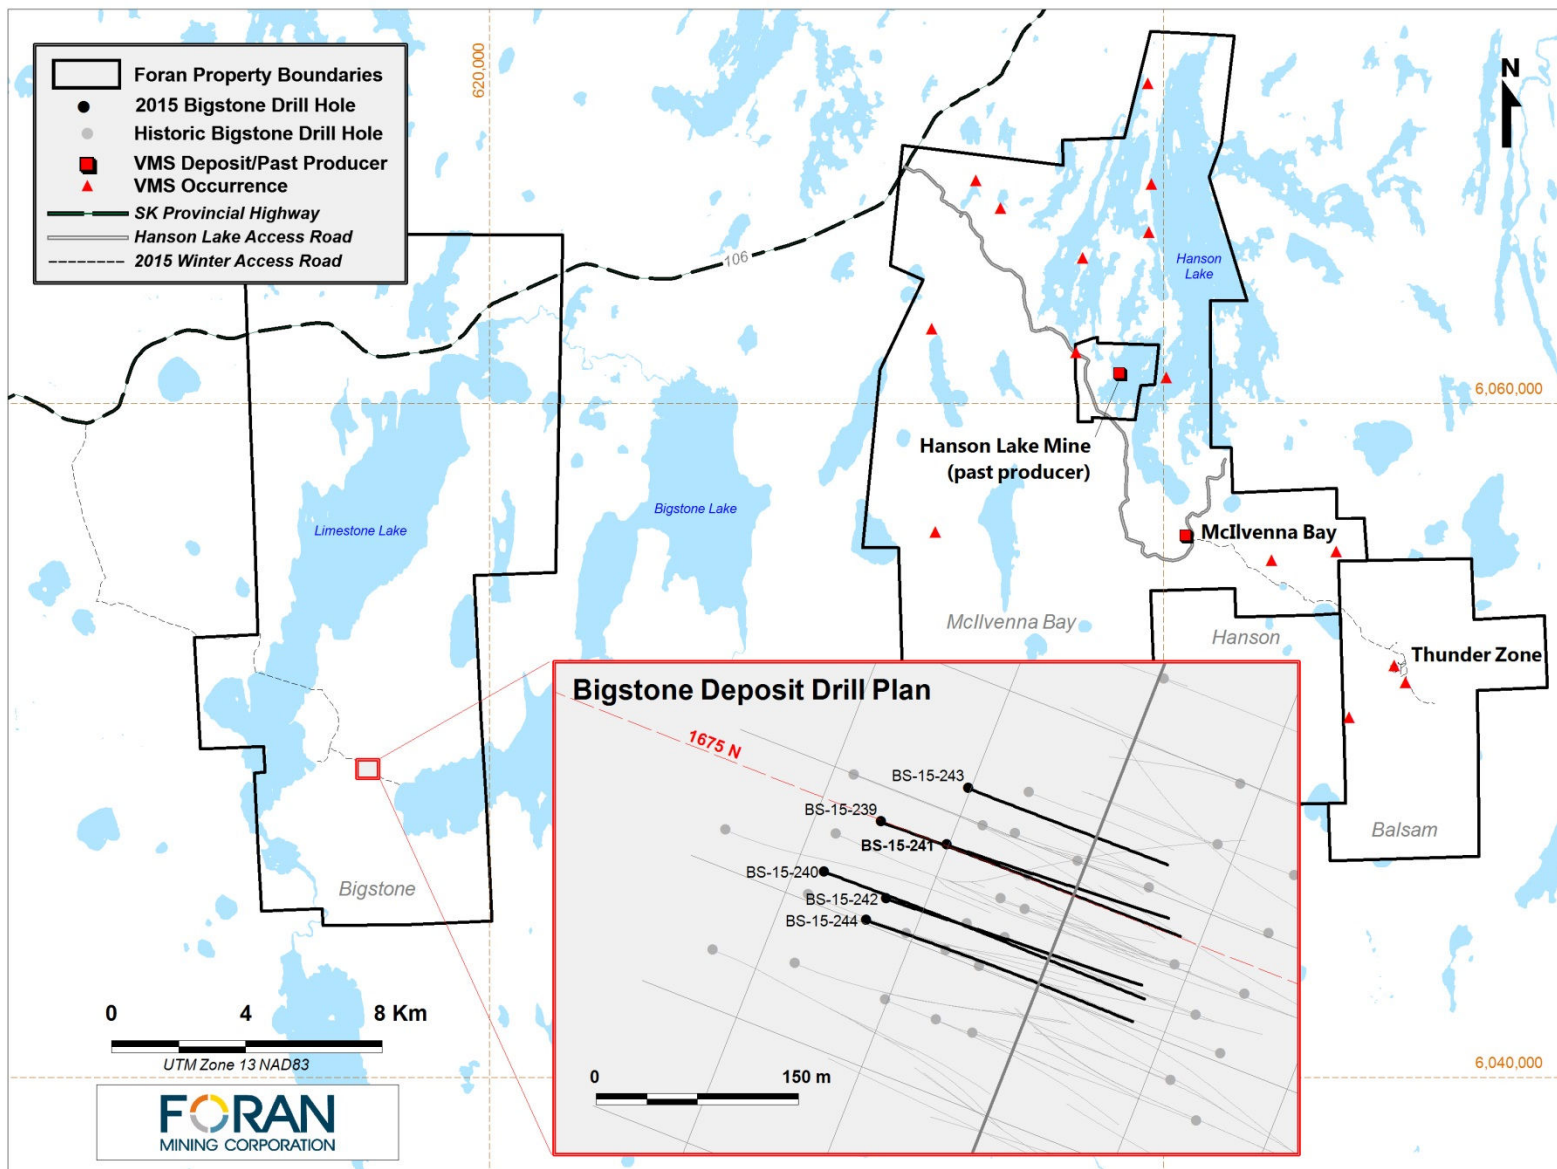 Foran Property Boundaries
2015 Bigstone Drill Hole
Historic Bigstone Drill Hole
VMS Deposit/Past Producer
VMS Occurrence
SK Provincial Highway
Hanson Lake Access Road
2015 Winter Access Road
620,000
N
106
Hanson
Lake
6,060,000
Hanson Lake Mine
(past producer)
Limestone Lake
Bigstone Lake
McIlvenna Bay
McIlvenna Bay
Hanson
Thunder Zone
Balsam
Bigstone
Bigstone Deposit Drill Plan
1675 N
BS-15-243
BS-15-239
BS-15-241
BS-15-240
BS-15-242
BS-15-244
0 150 m
0 4 8 Km
UTM Zone 13 NAD83
6,040,000
FORAN
MINING CORPORATION